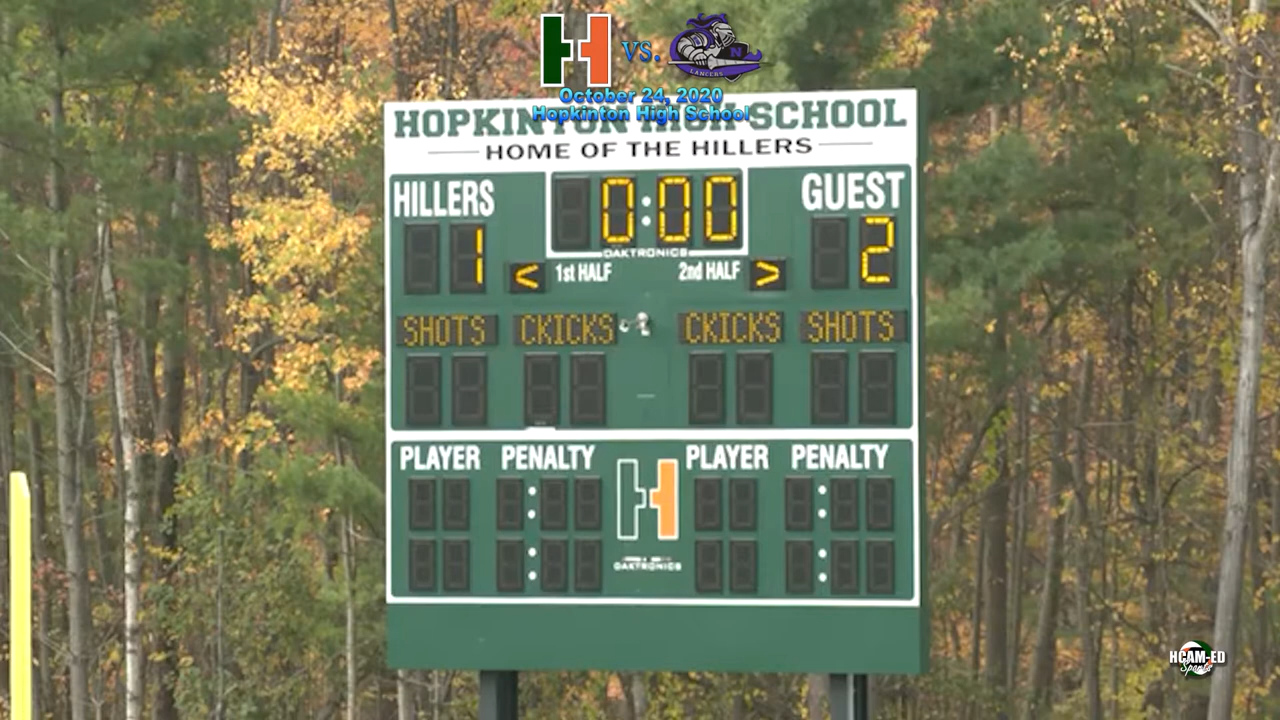 VS.
N
LANCERS
October 24, 2020
Hopkinton High School
HOPKINTON HIGH SCHOOL
HOME OF THE HILLERS
HILLERS 0:00 GUEST
DAKTRONICS
1 < 1st HALF 2nd HALF > 2
SHOTS CKICKS CKICKS SHOTS
PLAYER PENALTY PLAYER PENALTY
H
DAKTRONICS
HCAM-ED
Sports